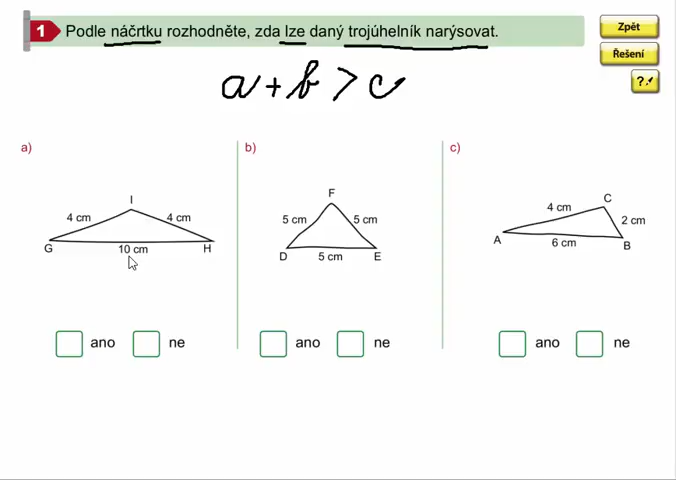 1 Podle náčrtku rozhodněte, zda lze daný trojúhelník narýsovat.
Zpět
Řešení
?
a + b > c
a)
I
4 cm 4 cm
G 10 cm H
ano ne
b)
F
5 cm 5 cm
D 5 cm E
ano ne
c)
C
4 cm
2 cm
A 6 cm B
ano ne